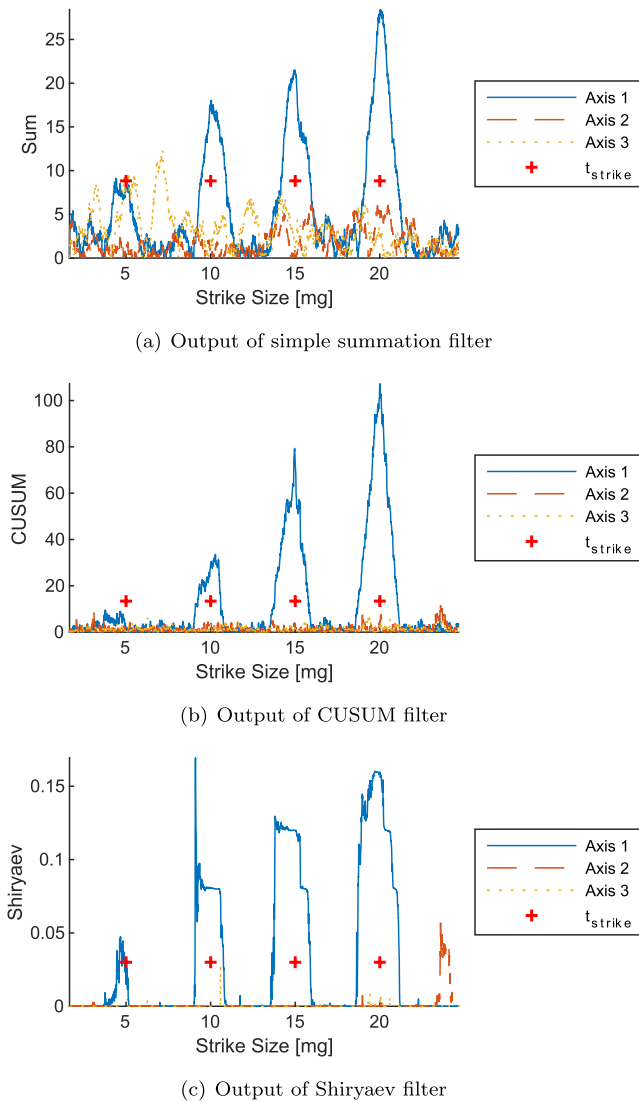 25
20
15
10
5
0
Sum
5
10
15
20
Strike Size [mg]
Axis 1
Axis 2
Axis 3
t_strike
(a) Output of simple summation filter
100
80
60
40
20
0
CUSUM
5
10
15
20
Strike Size [mg]
Axis 1
Axis 2
Axis 3
t_strike
(b) Output of CUSUM filter
0.15
0.1
0.05
0
Shiryaev
5
10
15
20
Strike Size [mg]
Axis 1
Axis 2
Axis 3
t_strike
(c) Output of Shiryaev filter